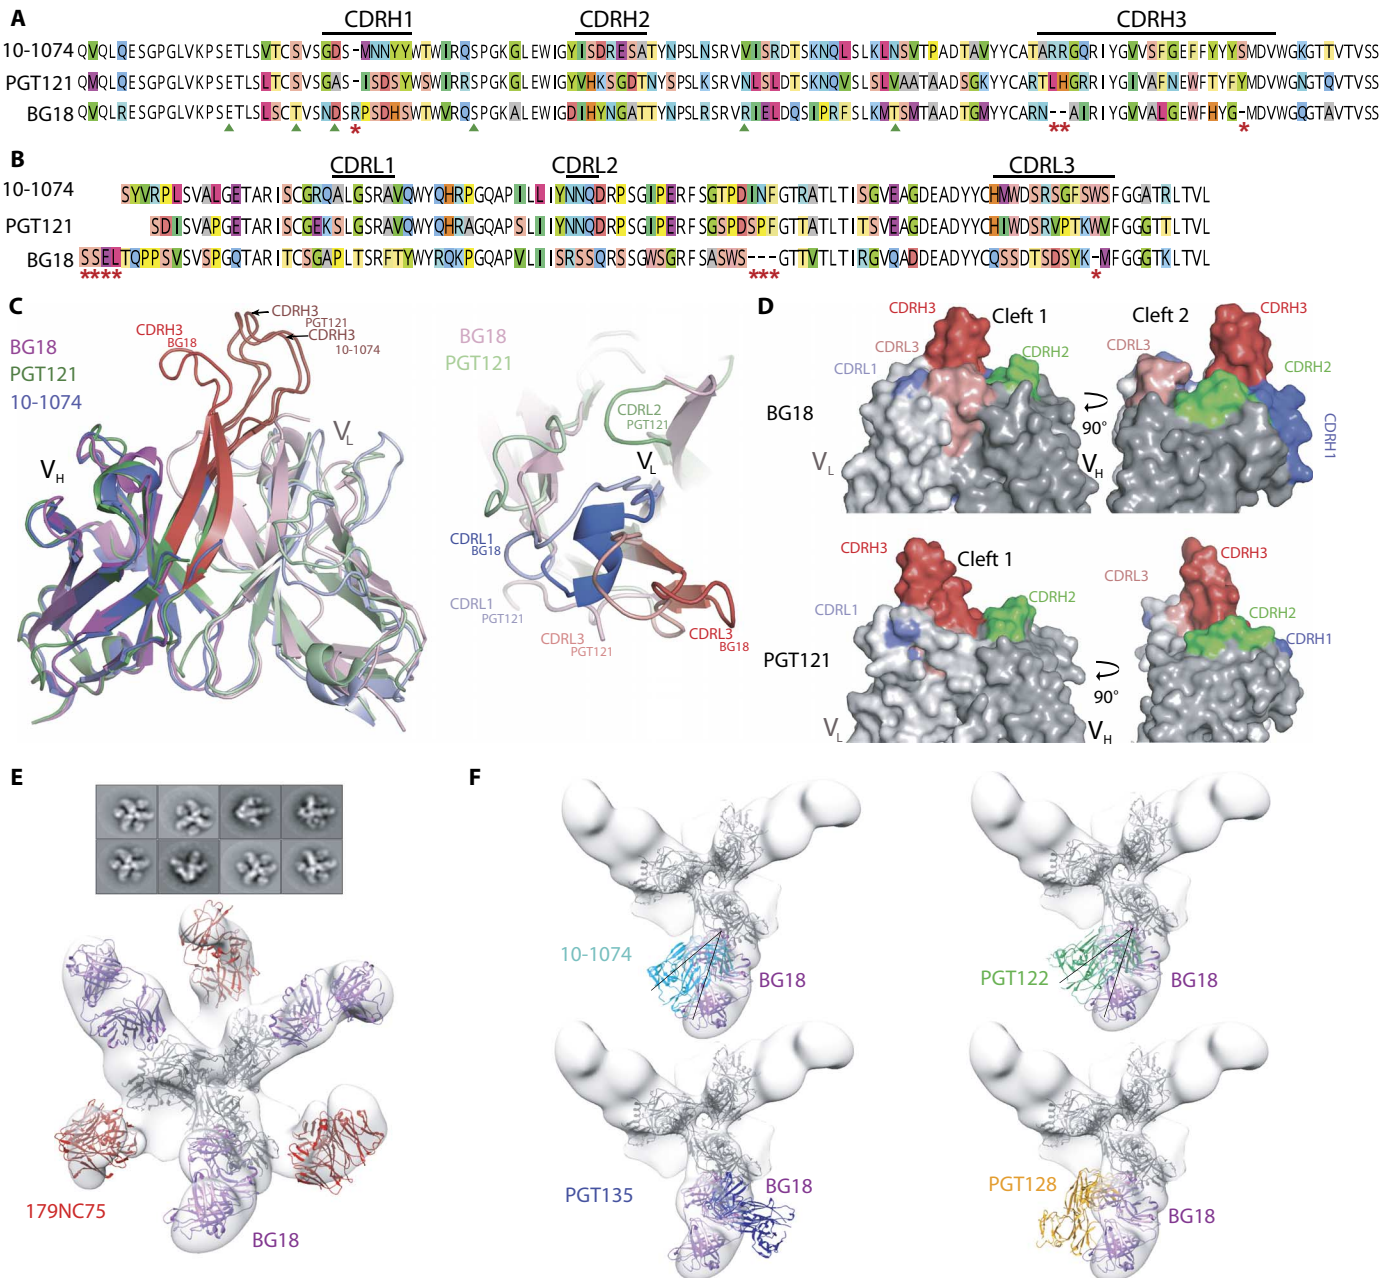 A
CDRH1 CDRH2 CDRH3
10-1074 QVQLQESGPGLVKPSETLSVTCSVSGDS-MNNYYWTWIRQSPGKGLEWIGYISDRESATYNPSLNSRVVISRDTSKNQLSLKLNSVTPADTAVYYCATARRGQRIYGVVSFGEFFYYYSMDVWGKGTTVTVSS
PGT121 QMQLQESGPGLVKPSETLSLTCSVSGAS-ISDSYWSWIRQSPGKGLEWIGYVHKSGDTNYSPSLKSRVNLSLDTSKNQVSLSLVAATAADSGKYYCARTLHGRRIYGIVAFNEWFTYFYMDVWGNGTQVTVSS
BG18 QVQLRESGPGLVKPSETLSLSCTVSNDSRPSDHSWTWVRQSPGKALEWIGDIHYNGATTYNPSLRSRVRIELDQSIPRFSLKMTSMTAADTGMYYCARN--AIRIYGVVALGEWFHYG-MDVWGQGTAVTVSS
* ** *
B
CDRL1 CDRL2 CDRL3
10-1074 SYVRPLSVALGETARISCGRQALGSRAVQWYQHRPGQAPILLIYNNQDRPSGIPERFSGTPDINFGTRATLTISGVEAGDEADYYCHMWDSRSGFSWSFGGATRLTVL
PGT121 SDISVAPGETARISCGEKSLGSRAVQWYQHRAGQAPSLIIYNNQDRPSGIPERFSGSPDSPFGTTATLTITSVEAGDEADYYCHIWDSRVPTKWVFGGGTTLTVL
BG18 SSELTQPPSVSVSPGQTARITCSGAPLTSRFTYWYRQKPGQAPVLIISRSSQRSSGWSGRFSASWS---GTTVTLTIRGVQADDEADYYCQSSDTSDSYK-MFGGGTKLTVL
**** *** *
C
BG18
PGT121
10-1074
CDRH3 BG18
CDRH3 PGT121
CDRH3 10-1074
VH
VL
BG18
PGT121
CDRL2 PGT121
VL
CDRL1 BG18
CDRL1 PGT121
CDRL3 PGT121
CDRL3 BG18
D
CDRH3 Cleft 1
CDRL3
CDRH2
CDRL1
BG18
VL
VH
90°
Cleft 2 CDRH3
CDRL3
CDRH2
CDRH1
CDRH3 Cleft 1
CDRL1
CDRH2
PGT121
VL
VH
90°
CDRH3
CDRL3
CDRH2
CDRH1
E
179NC75
BG18
F
10-1074
BG18
PGT122
BG18
PGT135
BG18
PGT128
BG18